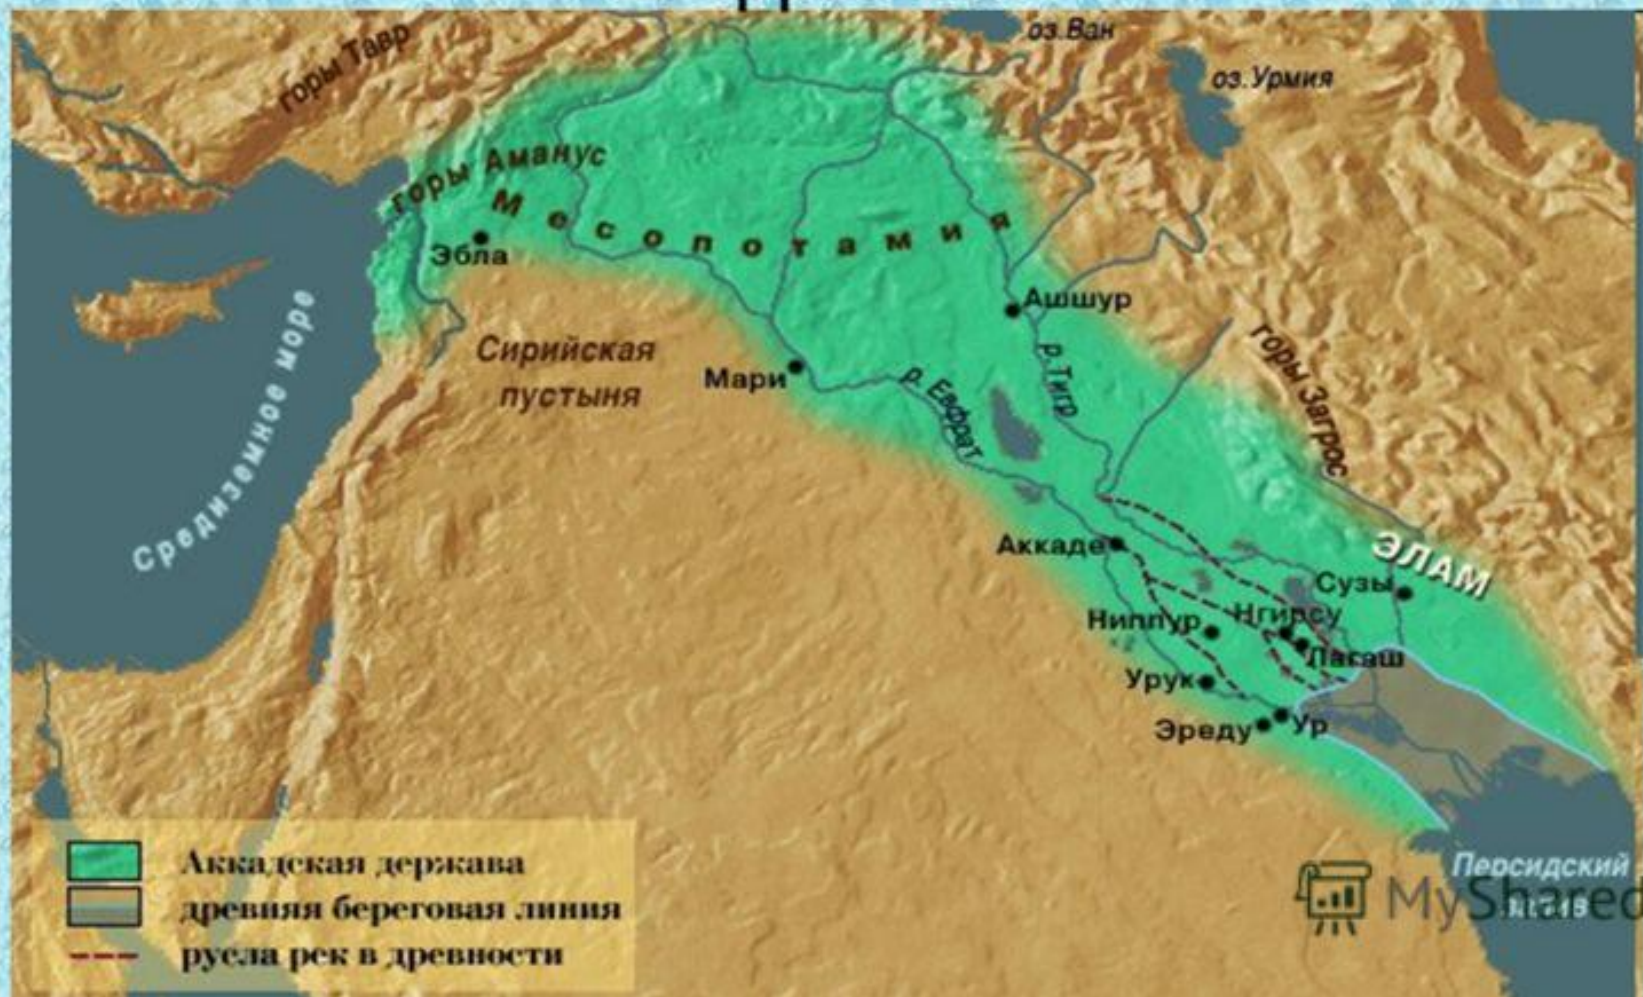 оз.Ван
горы Тавр
оз.Урмия
горы Аманус
Месопотамия
Эбла
Ашшур
Сирийская
пустыня
Мари
р. Евфрат
р.Тигр
горы Загрос
Средиземное море
Аккаде
ЭЛАМ
Сузы
Ниппур
Нгирсу
Лагаш
Урук
Эреду
Ур
Аккадская держава
древняя береговая линия
русла рек в древности
Персидский
залив
MyShared